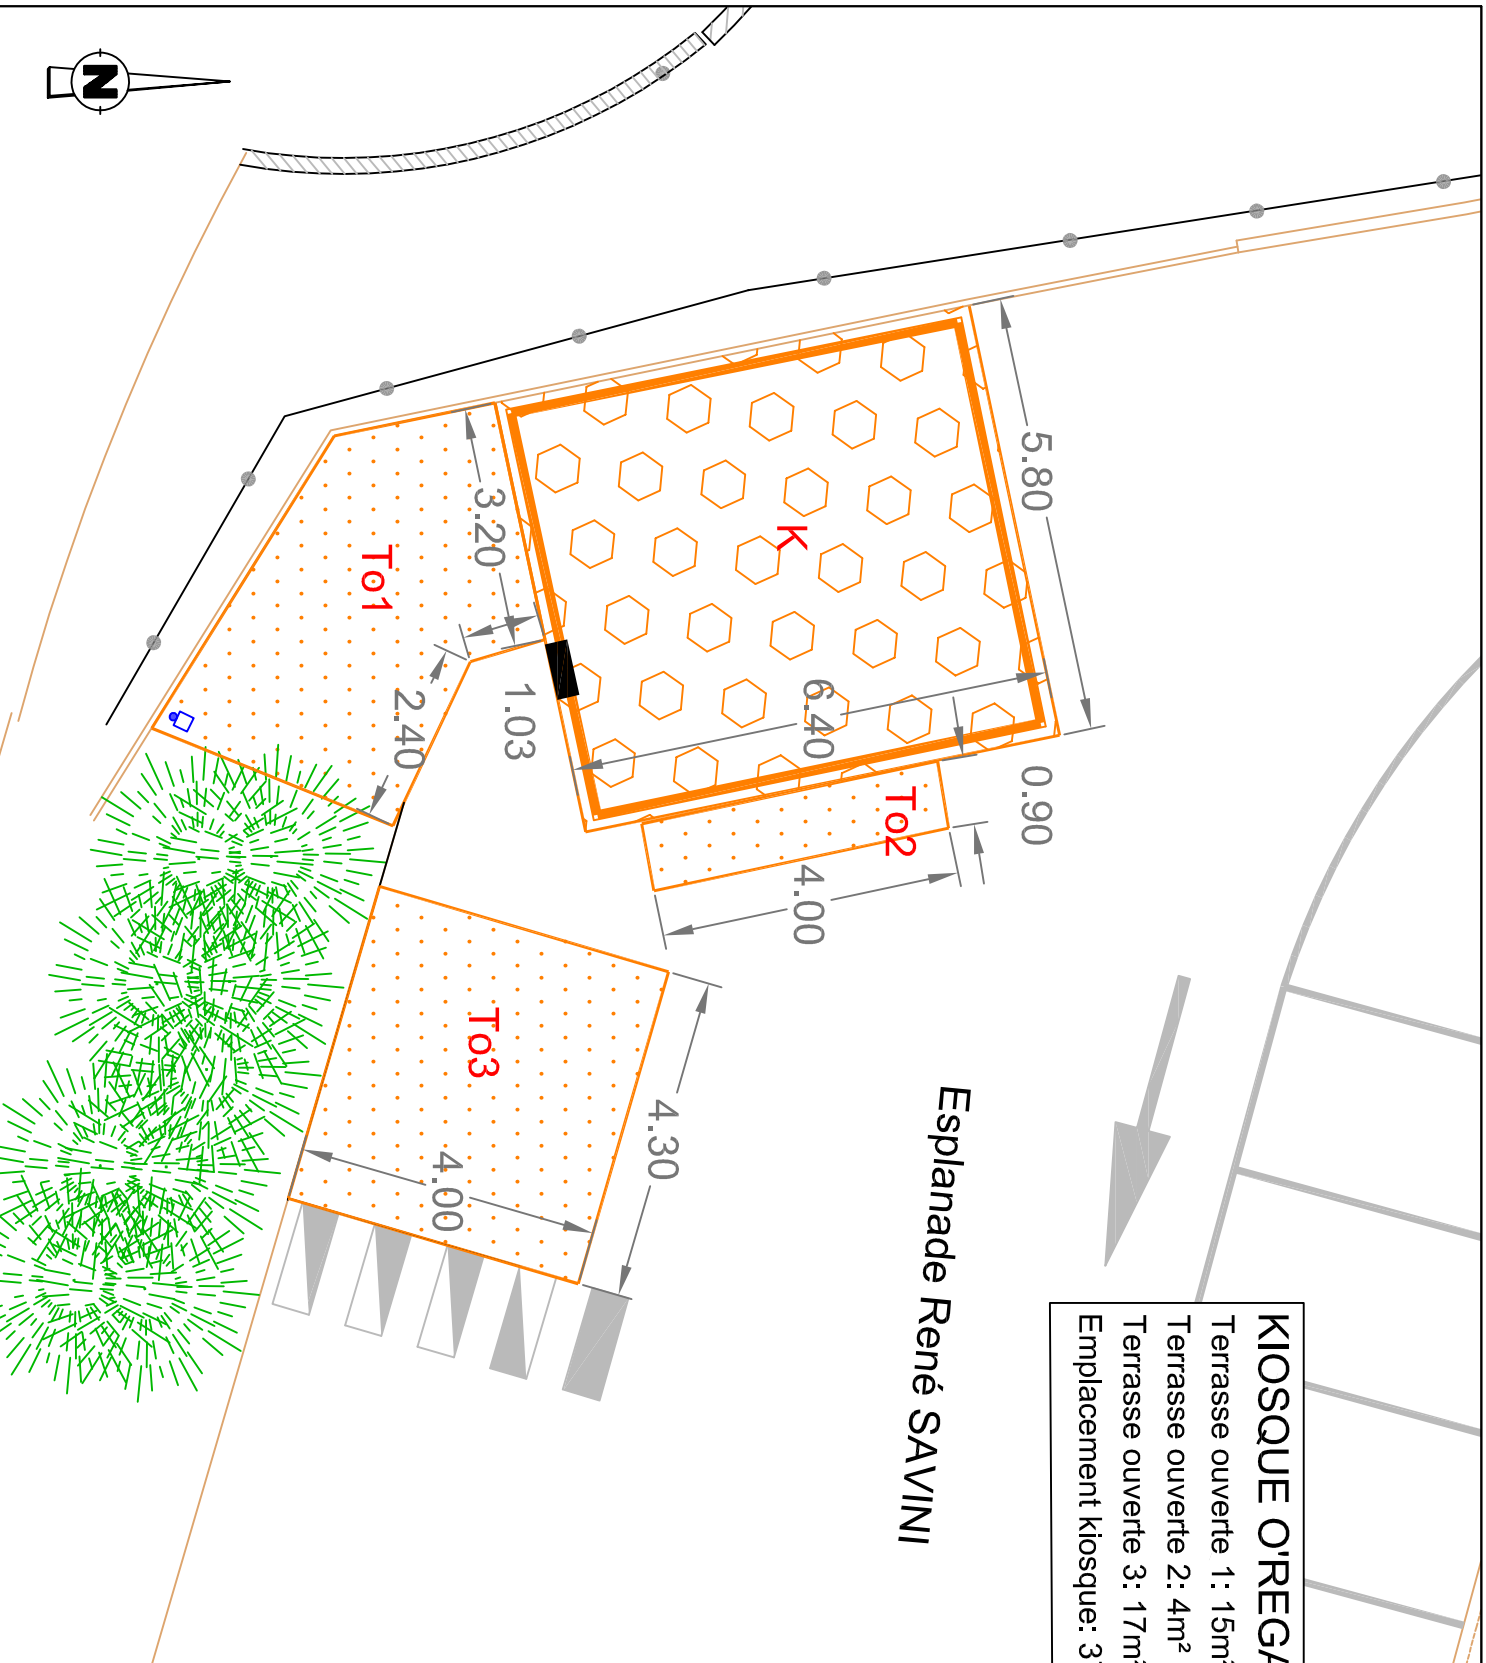 KIOSQUE O'REGA
Terrasse ouverte 1: 15m²
Terrasse ouverte 2: 4m²
Terrasse ouverte 3: 17m²
Emplacement kiosque: 3
Esplanade René SAVINI
5.80
0.90
6.40
K
To2
4.00
3.20
1.03
2.40
To1
4.30
To3
4.00
N